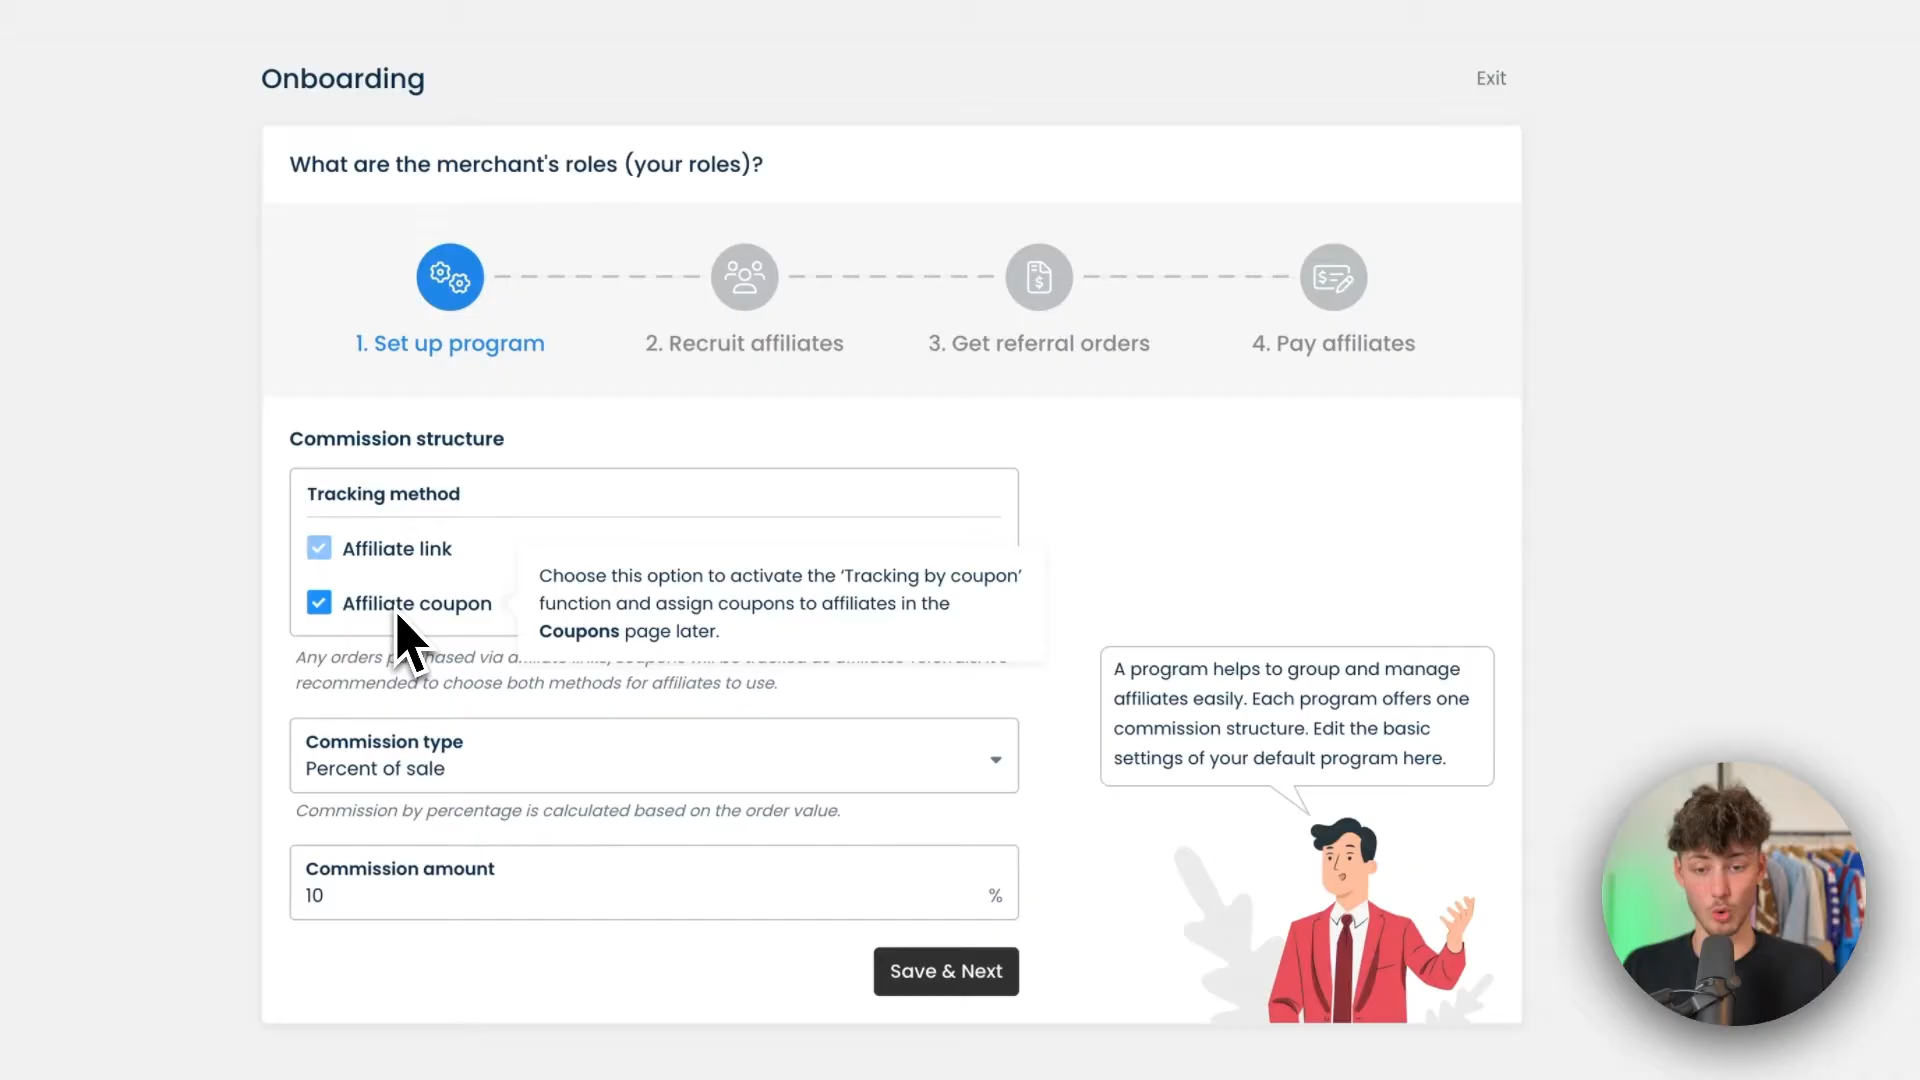 Onboarding
Exit
What are the merchant's roles (your roles)?
1. Set up program
2. Recruit affiliates
3. Get referral orders
4. Pay affiliates
Commission structure
Tracking method
Affiliate link
Affiliate coupon
Choose this option to activate the ‘Tracking by coupon’
function and assign coupons to affiliates in the
Coupons page later.
Any orders
recommended to choose both methods for affiliates to use.
Commission type
Percent of sale
Commission by percentage is calculated based on the order value.
Commission amount
10
%
Save & Next
A program helps to group and manage
affiliates easily. Each program offers one
commission structure. Edit the basic
settings of your default program here.